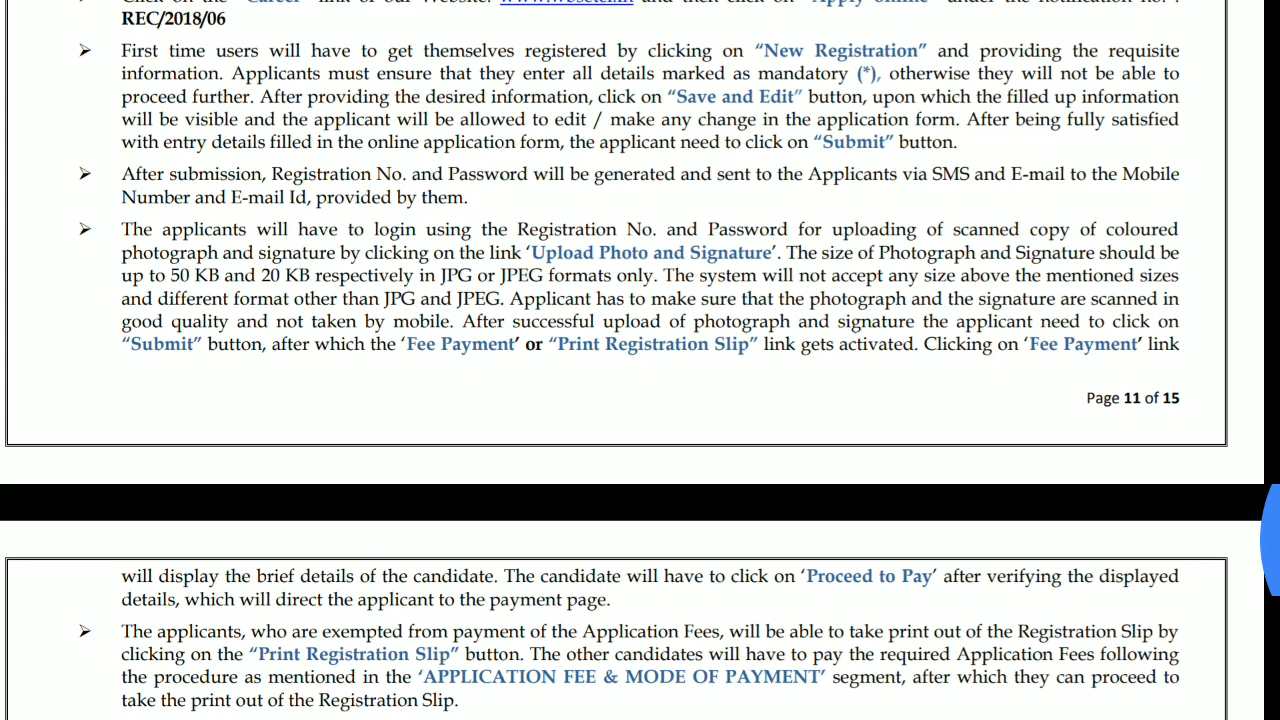 REC/2018/06
➢ First time users will have to get themselves registered by clicking on “New Registration” and providing the requisite
information. Applicants must ensure that they enter all details marked as mandatory (*), otherwise they will not be able to
proceed further. After providing the desired information, click on “Save and Edit” button, upon which the filled up information
will be visible and the applicant will be allowed to edit / make any change in the application form. After being fully satisfied
with entry details filled in the online application form, the applicant need to click on “Submit” button.
➢ After submission, Registration No. and Password will be generated and sent to the Applicants via SMS and E-mail to the Mobile
Number and E-mail Id, provided by them.
➢ The applicants will have to login using the Registration No. and Password for uploading of scanned copy of coloured
photograph and signature by clicking on the link ‘Upload Photo and Signature’. The size of Photograph and Signature should be
up to 50 KB and 20 KB respectively in JPG or JPEG formats only. The system will not accept any size above the mentioned sizes
and different format other than JPG and JPEG. Applicant has to make sure that the photograph and the signature are scanned in
good quality and not taken by mobile. After successful upload of photograph and signature the applicant need to click on
“Submit” button, after which the ‘Fee Payment’ or “Print Registration Slip” link gets activated. Clicking on ‘Fee Payment’ link
Page 11 of 15
will display the brief details of the candidate. The candidate will have to click on ‘Proceed to Pay’ after verifying the displayed
details, which will direct the applicant to the payment page.
➢ The applicants, who are exempted from payment of the Application Fees, will be able to take print out of the Registration Slip by
clicking on the “Print Registration Slip” button. The other candidates will have to pay the required Application Fees following
the procedure as mentioned in the ‘APPLICATION FEE & MODE OF PAYMENT’ segment, after which they can proceed to
take the print out of the Registration Slip.